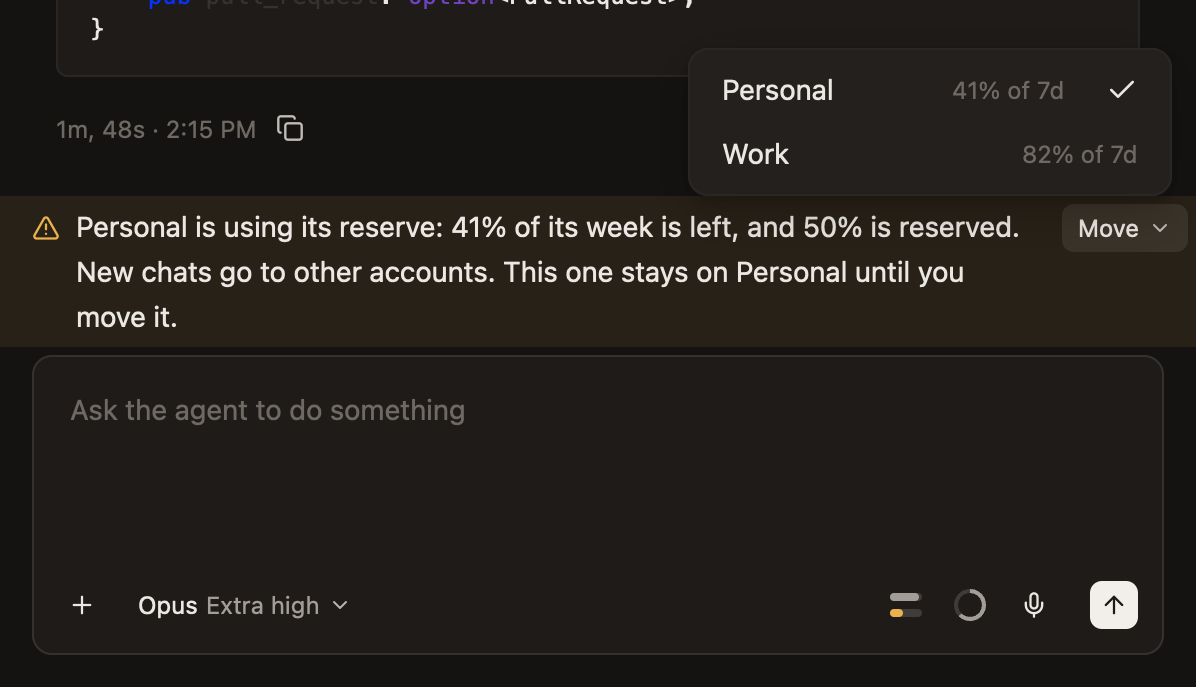 }
Personal 41% of 7d
Work 82% of 7d
1m, 48s · 2:15 PM
Personal is using its reserve: 41% of its week is left, and 50% is reserved.
New chats go to other accounts. This one stays on Personal until you
move it.
Move
Ask the agent to do something
Opus Extra high